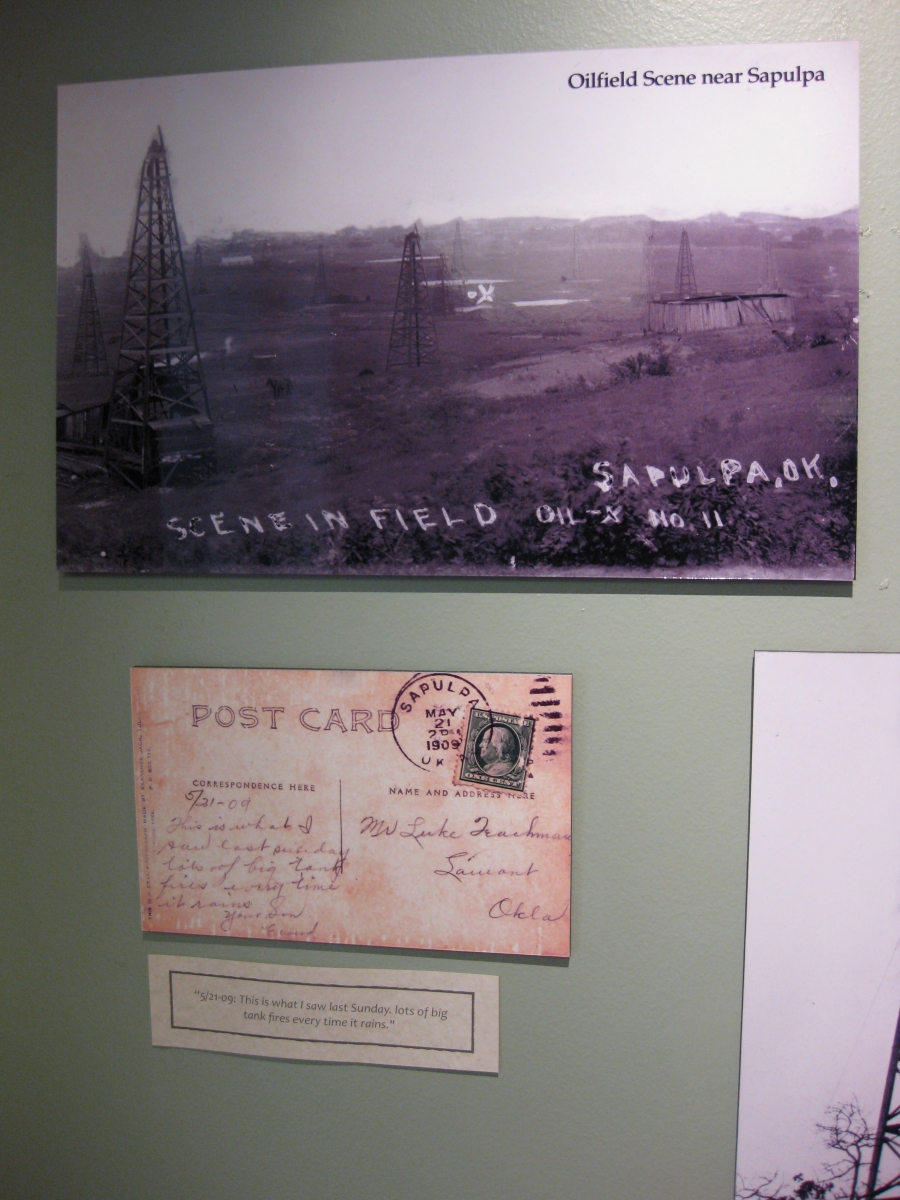 Oilfield Scene near Sapulpa
SAPULPA, OK.
SCENE IN FIELD OIL-X NO. 11
X
POST CARD
SAPULPA
MAY
21
1909
U.S. POSTAGE
ONE CENT
CORRESPONDENCE HERE
NAME AND ADDRESS HERE
5/21-09
This is what I
saw last sunday
lots of big tank
fires every time
it rains
Your Son
Mr Luke
Lamont
Okla
"5/21-09: This is what I saw last Sunday. lots of big
tank fires every time it rains."